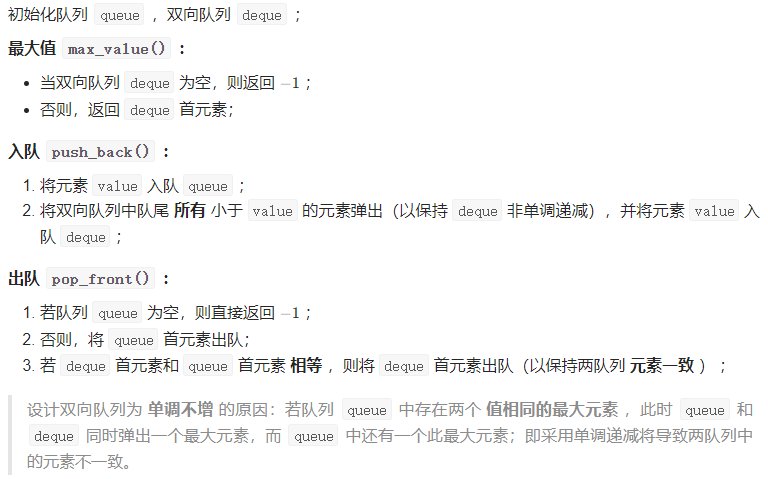 初始化队列 queue ，双向队列 deque ；
最大值 max_value() ：
• 当双向队列 deque 为空，则返回 −1；
• 否则，返回 deque 首元素；
入队 push_back() ：
1. 将元素 value 入队 queue ；
2. 将双向队列中队尾 所有 小于 value 的元素弹出（以保持 deque 非单调递减），并将元素 value 入
队 deque ；
出队 pop_front() ：
1. 若队列 queue 为空，则直接返回 −1；
2. 否则，将 queue 首元素出队；
3. 若 deque 首元素和 queue 首元素 相等 ，则将 deque 首元素出队（以保持两队列 元素一致 ） ；
设计双向队列为 单调不增 的原因：若队列 queue 中存在两个 值相同的最大元素 ，此时 queue 和
deque 同时弹出一个最大元素，而 queue 中还有一个此最大元素；即采用单调递减将导致两队列中
的元素不一致。